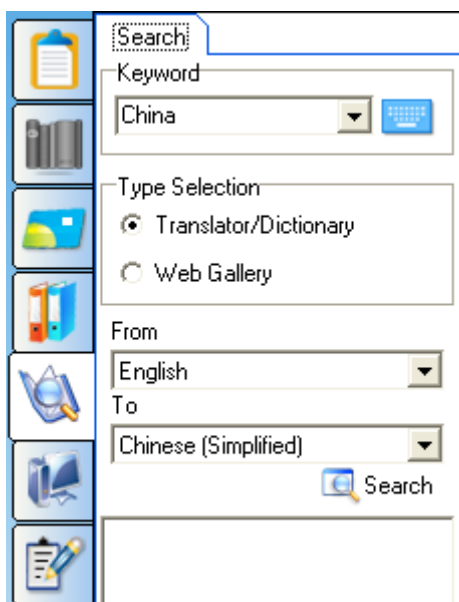 Search
Keyword
China
Type Selection
Translator/Dictionary
Web Gallery
From
English
To
Chinese (Simplified)
Search